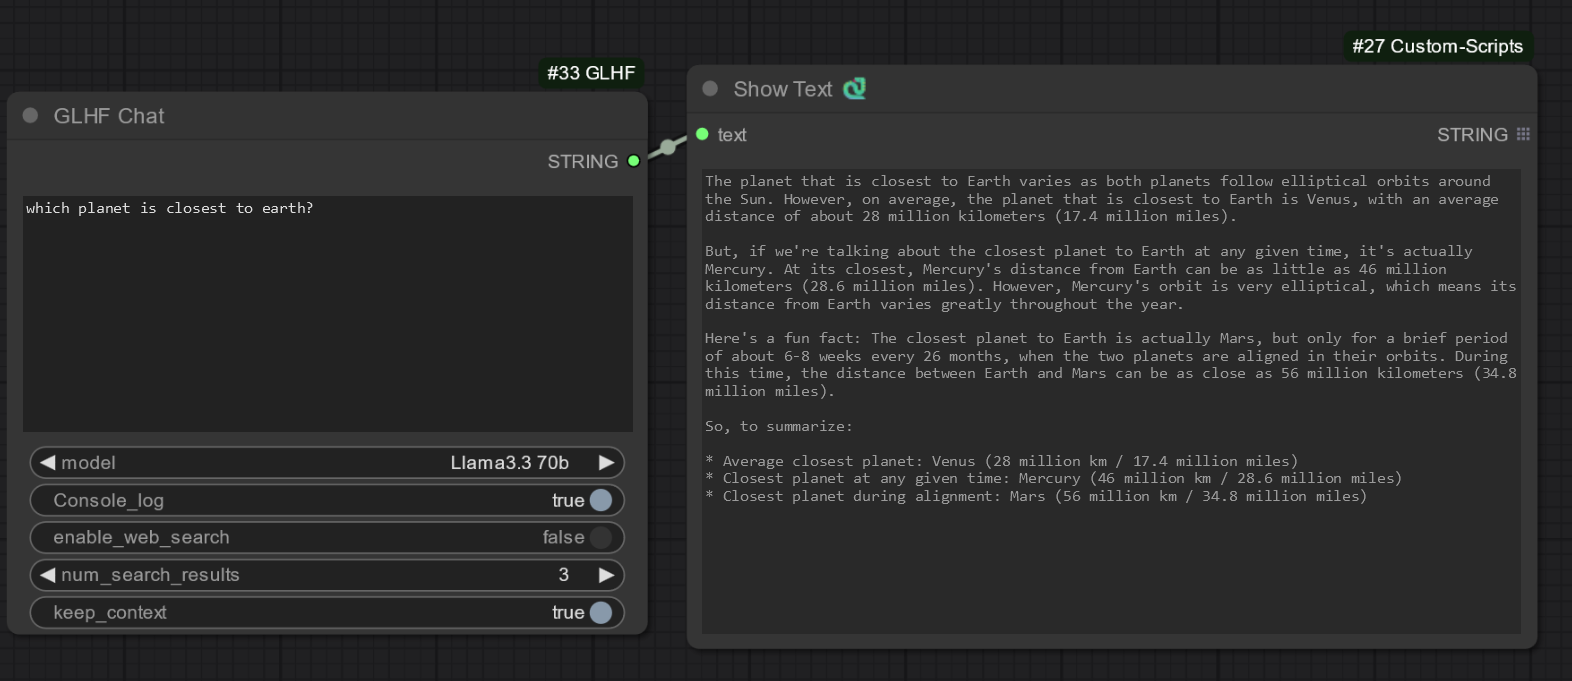 #33 GLHF
GLHF Chat
STRING
which planet is closest to earth?
model Llama3.3 70b
Console_log true
enable_web_search false
num_search_results 3
keep_context true
#27 Custom-Scripts
Show Text
text STRING
The planet that is closest to Earth varies as both planets follow elliptical orbits around
the Sun. However, on average, the planet that is closest to Earth is Venus, with an average
distance of about 28 million kilometers (17.4 million miles).
But, if we're talking about the closest planet to Earth at any given time, it's actually
Mercury. At its closest, Mercury's distance from Earth can be as little as 46 million
kilometers (28.6 million miles). However, Mercury's orbit is very elliptical, which means its
distance from Earth varies greatly throughout the year.
Here's a fun fact: The closest planet to Earth is actually Mars, but only for a brief period
of about 6-8 weeks every 26 months, when the two planets are aligned in their orbits. During
this time, the distance between Earth and Mars can be as close as 56 million kilometers (34.8
million miles).
So, to summarize:
* Average closest planet: Venus (28 million km / 17.4 million miles)
* Closest planet at any given time: Mercury (46 million km / 28.6 million miles)
* Closest planet during alignment: Mars (56 million km / 34.8 million miles)